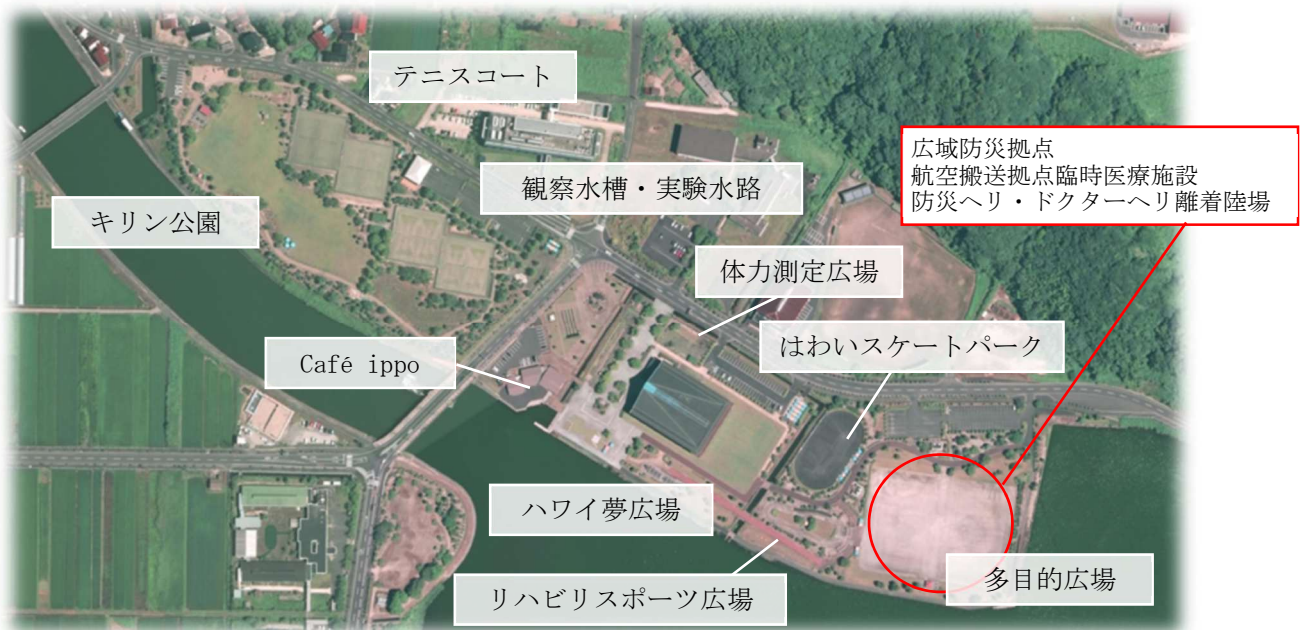 テニスコート
広域防災拠点
航空搬送拠点臨時医療施設
防災ヘリ・ドクターヘリ離着陸場
観察水槽・実験水路
キリン公園
体力測定広場
はわいスケートパーク
Café ippo
ハワイ夢広場
多目的広場
リハビリスポーツ広場